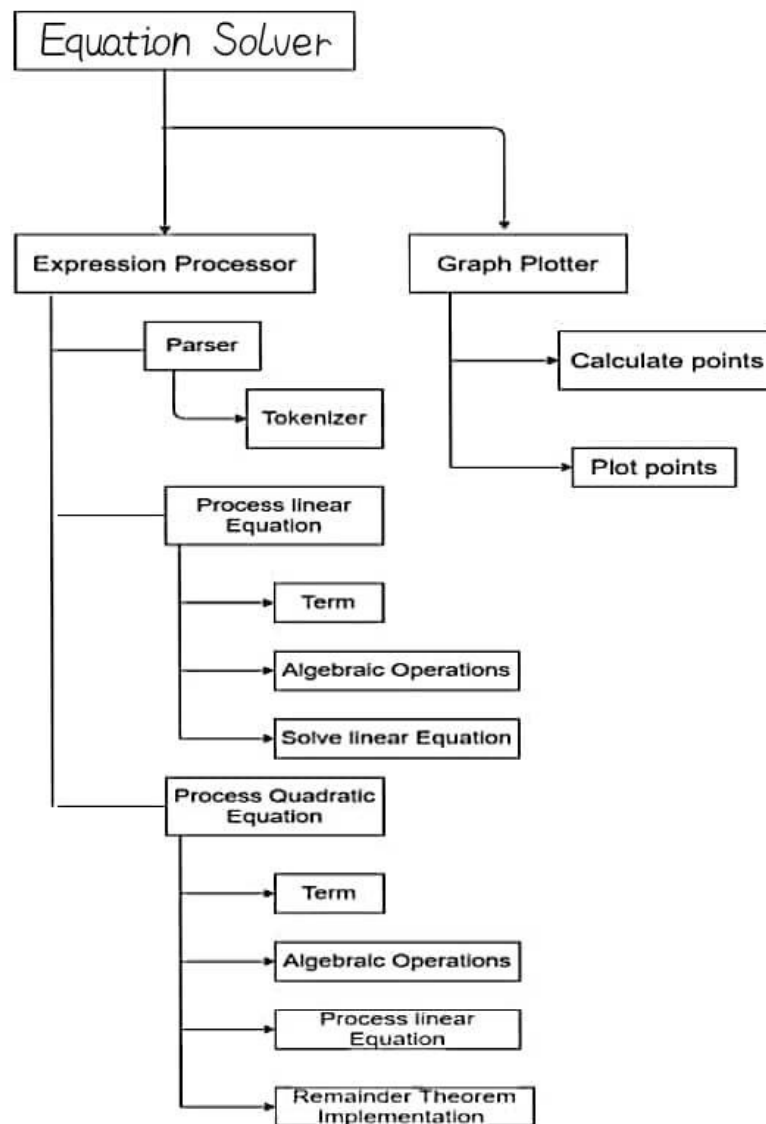 Equation Solver
Expression Processor
Graph Plotter
Parser
Calculate points
Tokenizer
Plot points
Process linear
Equation
Term
Algebraic Operations
Solve linear Equation
Process Quadratic
Equation
Term
Algebraic Operations
Process linear
Equation
Remainder Theorem
Implementation